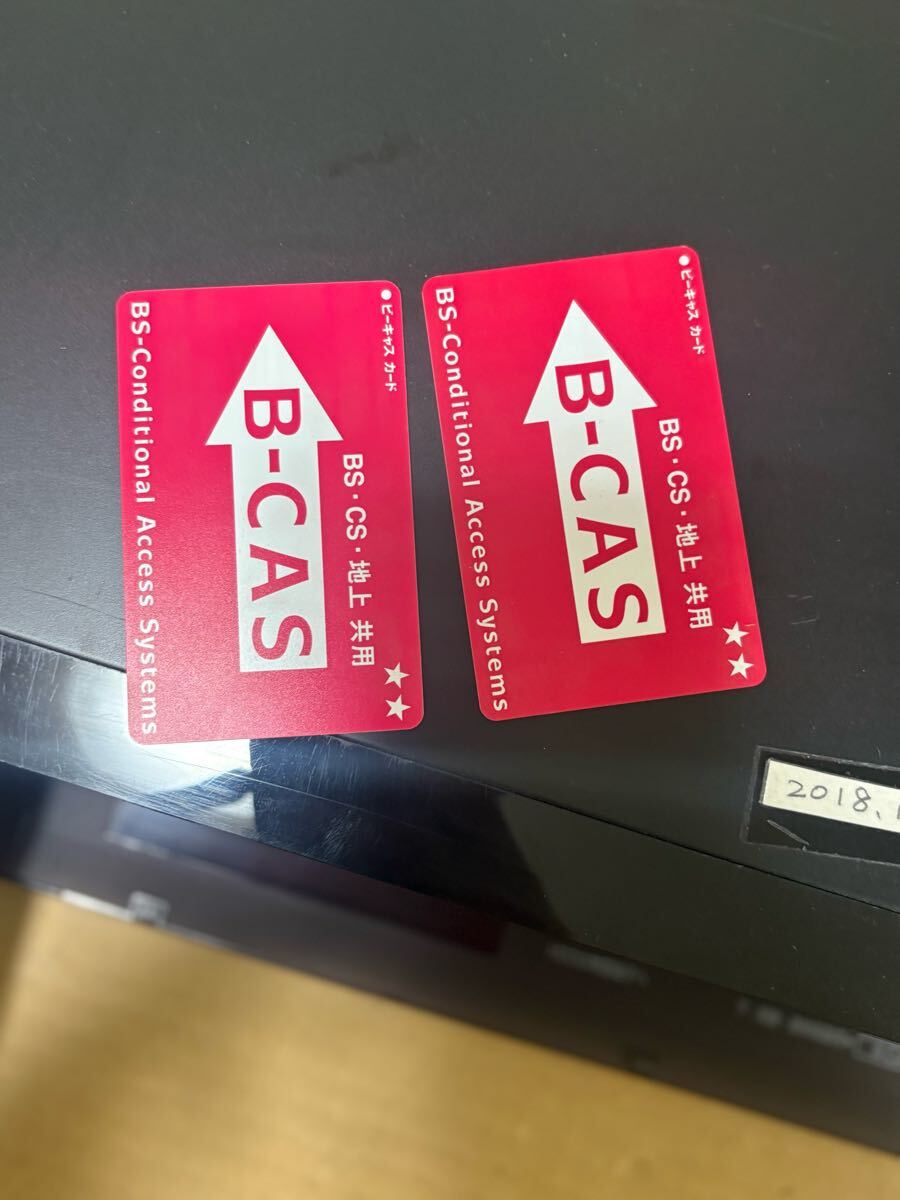 ●ビーキャス カード
BS・CS・地上 共用
★★
B-CAS
BS-Conditional Access Systems
●ビーキャス カード
BS・CS・地上 共用
★★
B-CAS
BS-Conditional Access Systems
2018.